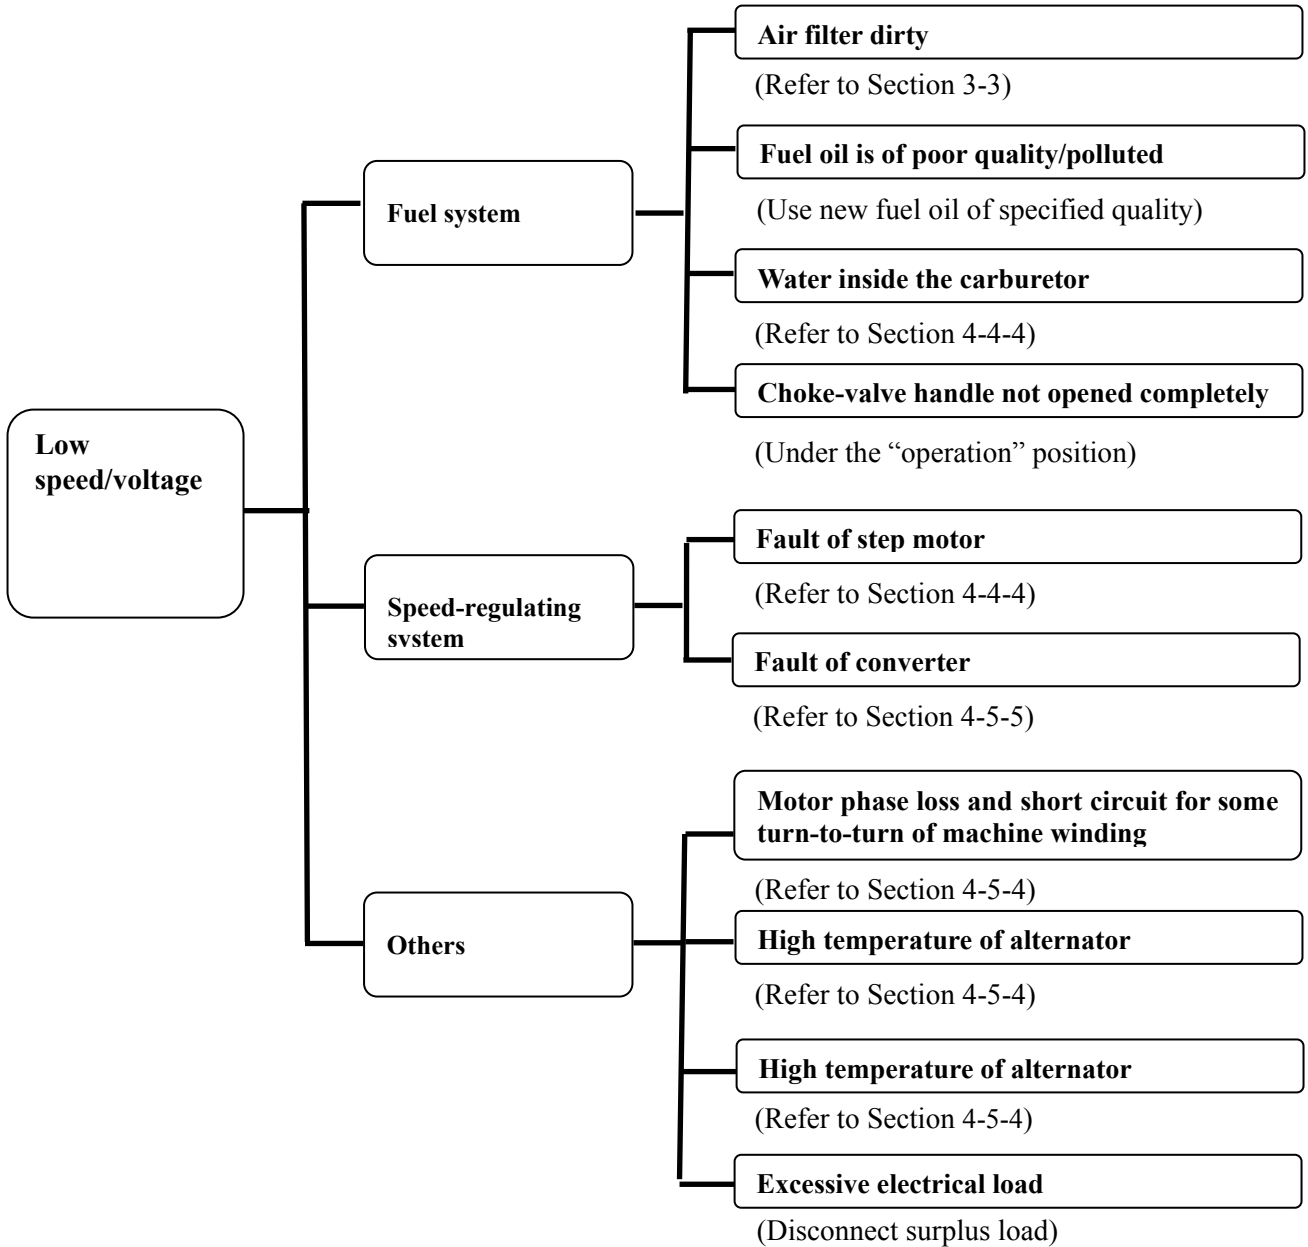 Air filter dirty
(Refer to Section 3-3)
Fuel oil is of poor quality/polluted
Fuel system
(Use new fuel oil of specified quality)
Water inside the carburetor
(Refer to Section 4-4-4)
Choke-valve handle not opened completely
(Under the “operation” position)
Low
speed/voltage
Fault of step motor
(Refer to Section 4-4-4)
Speed-regulating
system
Fault of converter
(Refer to Section 4-5-5)
Motor phase loss and short circuit for some
turn-to-turn of machine winding
(Refer to Section 4-5-4)
Others
High temperature of alternator
(Refer to Section 4-5-4)
High temperature of alternator
(Refer to Section 4-5-4)
Excessive electrical load
(Disconnect surplus load)